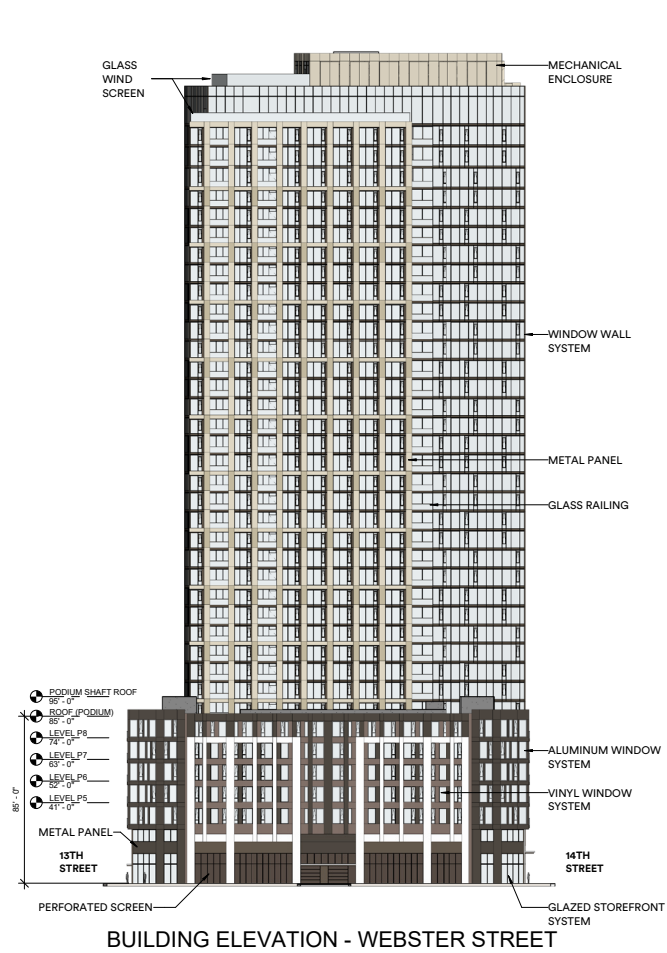 GLASS
WIND
SCREEN
MECHANICAL
ENCLOSURE
WINDOW WALL
SYSTEM
METAL PANEL
GLASS RAILING
PODIUM SHAFT ROOF
95' - 0"
ROOF (PODIUM)
85' - 0"
LEVEL P8
74' - 0"
LEVEL P7
63' - 0"
LEVEL P6
52' - 0"
LEVEL P5
41' - 0"
85' - 0"
ALUMINUM WINDOW
SYSTEM
VINYL WINDOW
SYSTEM
METAL PANEL
13TH
STREET
14TH
STREET
PERFORATED SCREEN
GLAZED STOREFRONT
SYSTEM
BUILDING ELEVATION - WEBSTER STREET